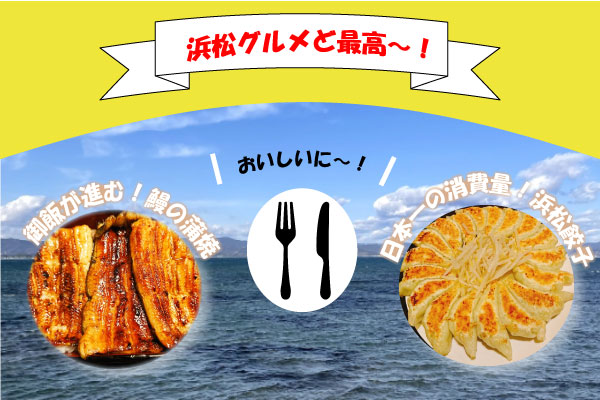 浜松グルメど最高～！
おいしいに～！
御飯が進む！鰻の蒲焼
日本一の消費量！浜松餃子